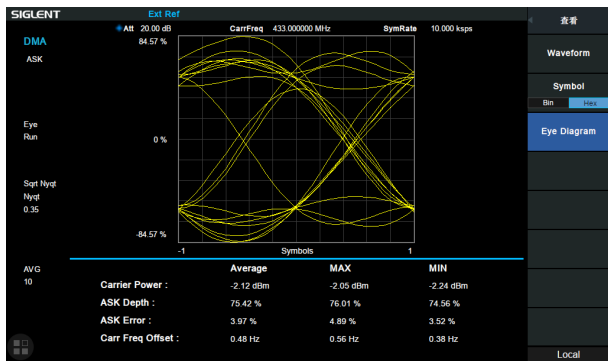 SIGLENT Ext Ref
Att 20.00 dB CarrFreq 433.000000 MHz SymRate 10.000 ksps
DMA
ASK
Eye
Run
Sqrt Nyqt
Nyqt
0.35
AVG
10
84.57 %
0 %
-84.57 %
-1 Symbols 1
Average MAX MIN
Carrier Power : -2.12 dBm -2.05 dBm -2.24 dBm
ASK Depth : 75.42 % 76.01 % 74.56 %
ASK Error : 3.97 % 4.89 % 3.52 %
Carr Freq Offset : 0.48 Hz 0.56 Hz 0.38 Hz
查看
Waveform
Symbol
Bin Hex
Eye Diagram
Local